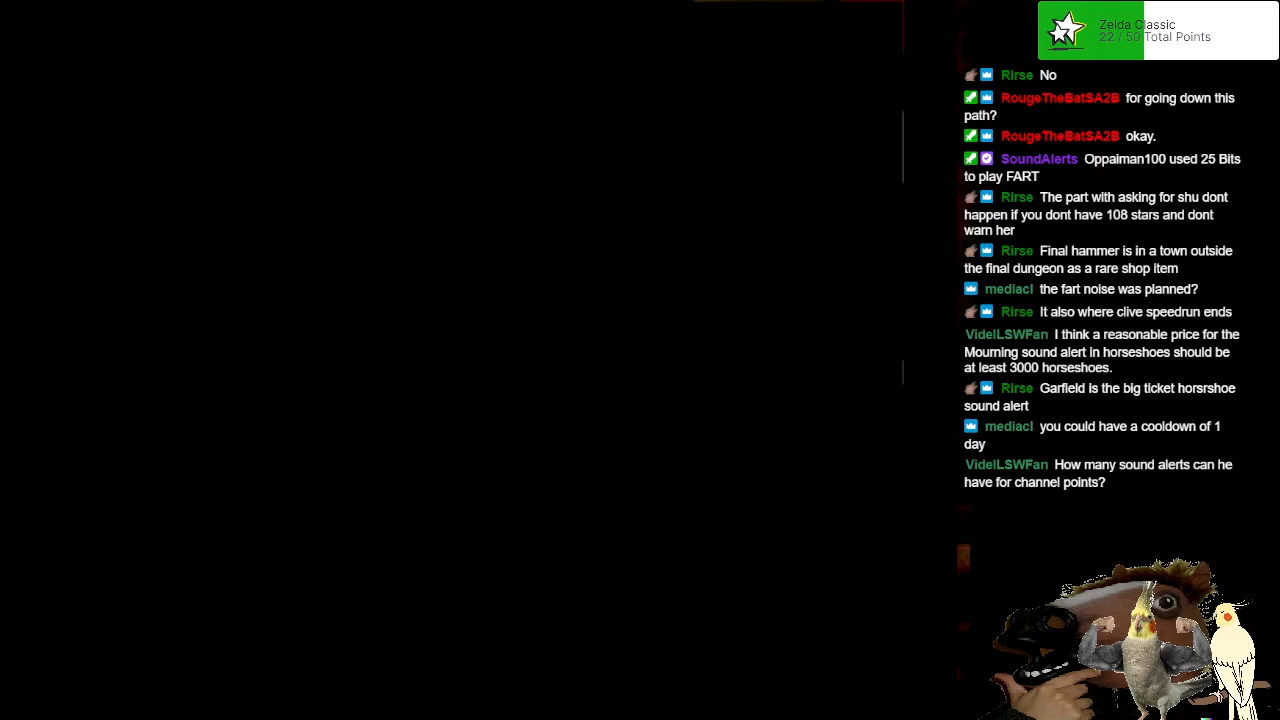 Zelda Classic
22 / 50 Total Points
Rirse No
RougeTheBatSA2B for going down this
path?
RougeTheBatSA2B okay.
SoundAlerts Oppaiman100 used 25 Bits
to play FART
Rirse The part with asking for shu dont
happen if you dont have 108 stars and dont
warn her
Rirse Final hammer is in a town outside
the final dungeon as a rare shop item
mediacl the fart noise was planned?
Rirse It also where clive speedrun ends
VidelLSWFan I think a reasonable price for the
Mourning sound alert in horseshoes should be
at least 3000 horseshoes.
Rirse Garfield is the big ticket horsrshoe
sound alert
mediacl you could have a cooldown of 1
day
VidelLSWFan How many sound alerts can he
have for channel points?